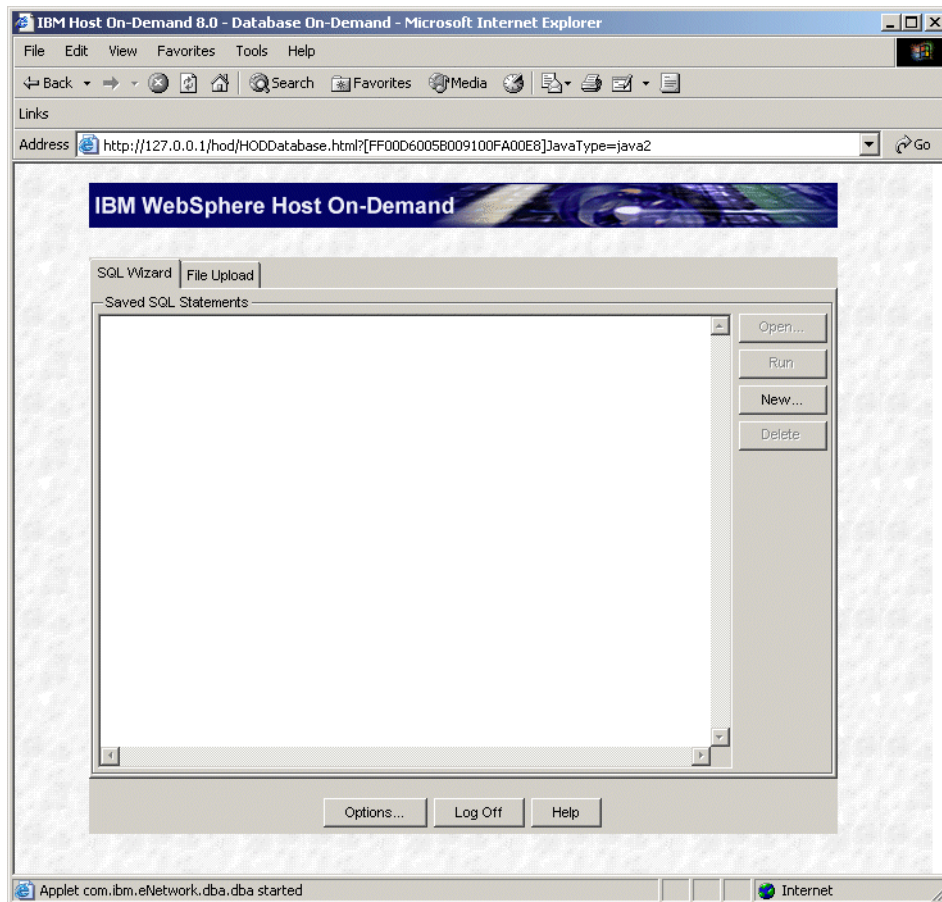 IBM Host On-Demand 8.0 - Database On-Demand - Microsoft Internet Explorer
File Edit View Favorites Tools Help
Back Search Favorites Media
Links
Address http://127.0.0.1/hod/HODDatabase.html?[FF00D6005B009100FA00E8]JavaType=java2 Go
IBM WebSphere Host On-Demand
SQL Wizard File Upload
Saved SQL Statements
Open...
Run
New...
Delete
Options... Log Off Help
Applet com.ibm.eNetwork.dba.dba started Internet